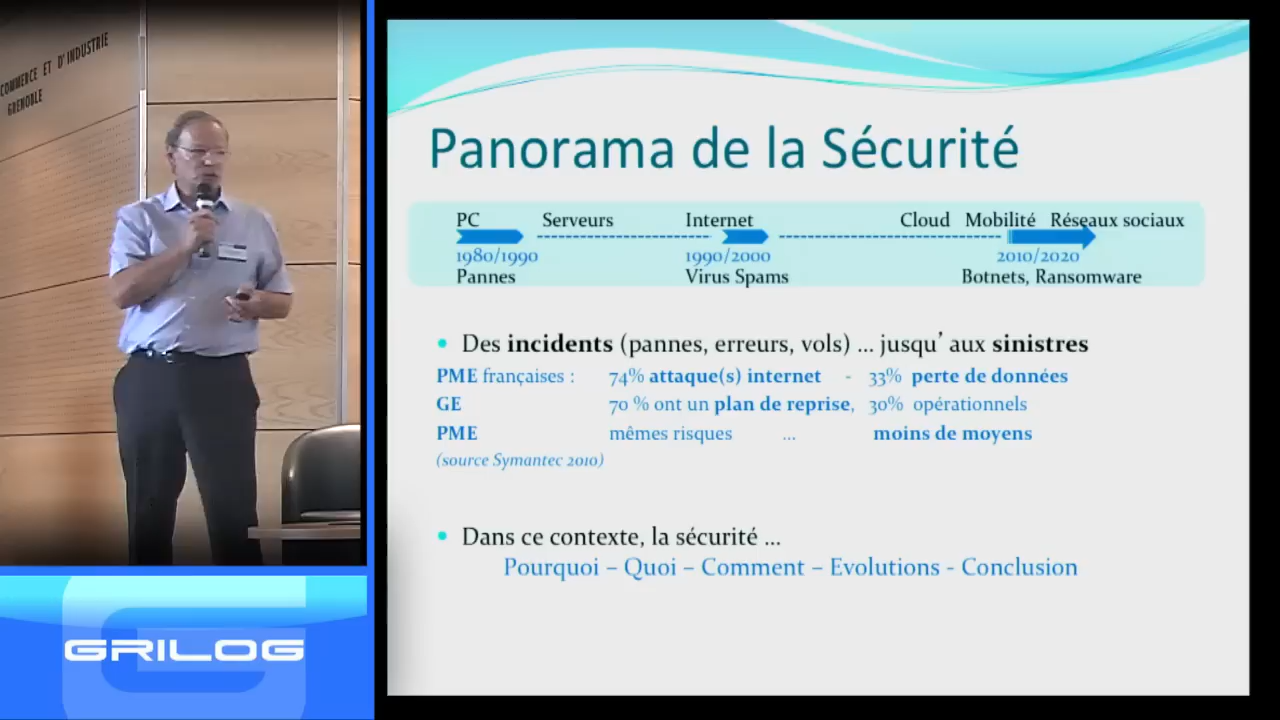 COMMERCE ET D'INDUSTRIE
GRENOBLE
GRILOG
Panorama de la Sécurité
PC Serveurs Internet Cloud Mobilité Réseaux sociaux
1980/1990 1990/2000 2010/2020
Pannes Virus Spams Botnets, Ransomware
• Des incidents (pannes, erreurs, vols) ... jusqu' aux sinistres
PME françaises : 74% attaque(s) internet - 33% perte de données
GE 70 % ont un plan de reprise, 30% opérationnels
PME mêmes risques ... moins de moyens
(source Symantec 2010)
• Dans ce contexte, la sécurité ...
Pourquoi – Quoi – Comment – Evolutions - Conclusion